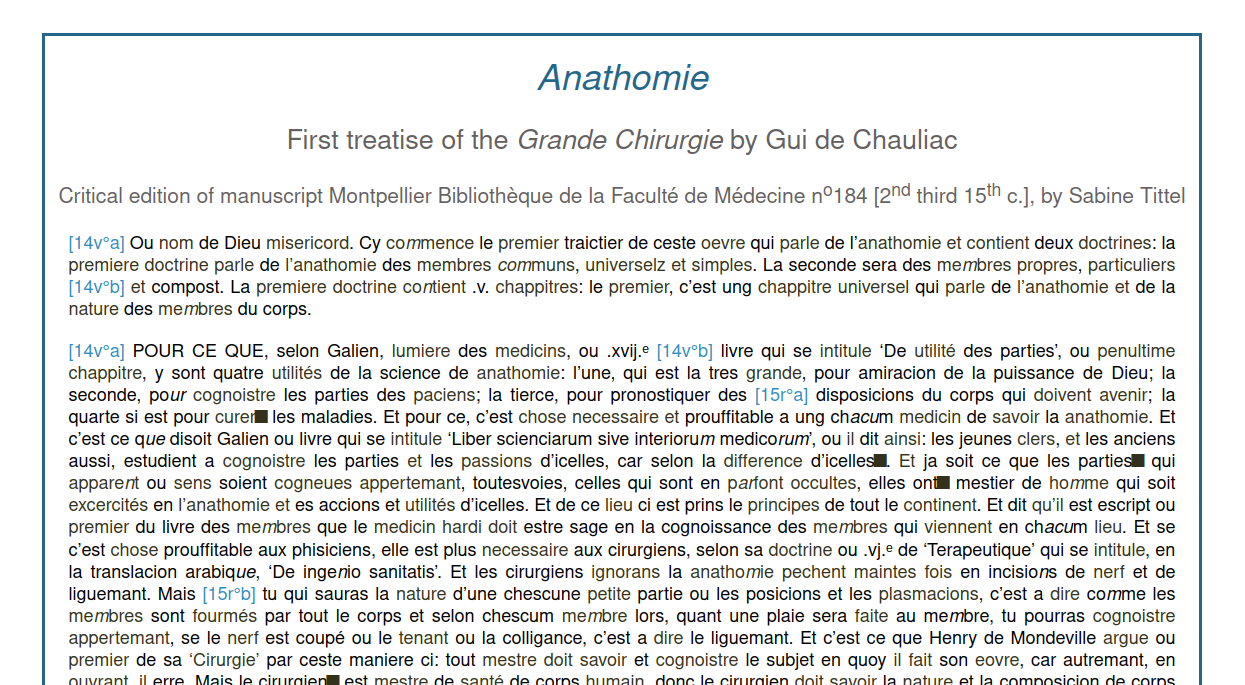 Anathomie
First treatise of the Grande Chirurgie by Gui de Chauliac
Critical edition of manuscript Montpellier Bibliothèque de la Faculté de Médecine nº184 [2nd third 15th c.], by Sabine Tittel
[14v°a] Ou nom de Dieu misericord. Cy commence le premier traictier de ceste oevre qui parle de l'anathomie et contient deux doctrines: la
premiere doctrine parle de l'anathomie des membres communs, universelz et simples. La seconde sera des membres propres, particuliers
[14v°b] et compost. La premiere doctrine contient .v. chappitres: le premier, c'est ung chappitre universel qui parle de l'anathomie et de la
nature des membres du corps.
[14v°a] POUR CE QUE, selon Galien, lumiere des medicins, ou .xvij.ᵉ [14v°b] livre qui se intitule ‘De utilité des parties’, ou penultime
chappitre, y sont quatre utilités de la science de anathomie: l'une, qui est la tres grande, pour amiracion de la puissance de Dieu; la
seconde, pour cognoistre les parties des paciens; la tierce, pour pronostiquer des [15r°a] disposicions du corps qui doivent avenir; la
quarte si est pour curer■ les maladies. Et pour ce, c'est chose necessaire et prouffitable a ung chacum medicin de savoir la anathomie. Et
c'est ce que disoit Galien ou livre qui se intitule ‘Liber scienciarum sive interiorum medicorum’, ou il dit ainsi: les jeunes clers, et les anciens
aussi, estudient a cognoistre les parties et les passions d'icelles, car selon la difference d'icelles■. Et ja soit ce que les parties■ qui
apparent ou sens soient cogneues appertemant, toutesvoies, celles qui sont en parfont occultes, elles ont■ mestier de homme qui soit
excercités en l'anathomie et es accions et utilités d'icelles. Et de ce lieu ci est prins le principes de tout le continent. Et dit qu'il est escript ou
premier du livre des membres que le medicin hardi doit estre sage en la cognoissance des membres qui viennent en chacum lieu. Et se
c'est chose prouffitable aux phisiciens, elle est plus necessaire aux cirurgiens, selon sa doctrine ou .vj.ᵉ de ‘Terapeutique’ qui se intitule, en
la translacion arabique, ‘De ingenio sanitatis’. Et les cirurgiens ignorans la anathomie pechent maintes fois en incisions de nerf et de
liguemant. Mais [15r°b] tu qui sauras la nature d'une chescune petite partie ou les posicions et les plasmacions, c'est a dire comme les
membres sont fourmés par tout le corps et selon chescum membre lors, quant une plaie sera faite au membre, tu pourras cognoistre
appertemant, se le nerf est coupé ou le tenant ou la colligance, c'est a dire le liguemant. Et c'est ce que Henry de Mondeville argue ou
premier de sa ‘Cirurgie’ par ceste maniere ci: tout mestre doit savoir et cognoistre le subjet en quoy il fait son eovre, car autremant, en
ouvrant, il erre. Mais le cirurgien■ est mestre de santé de corps humain, donc le cirurgien doit savoir la nature et la composicion de corps